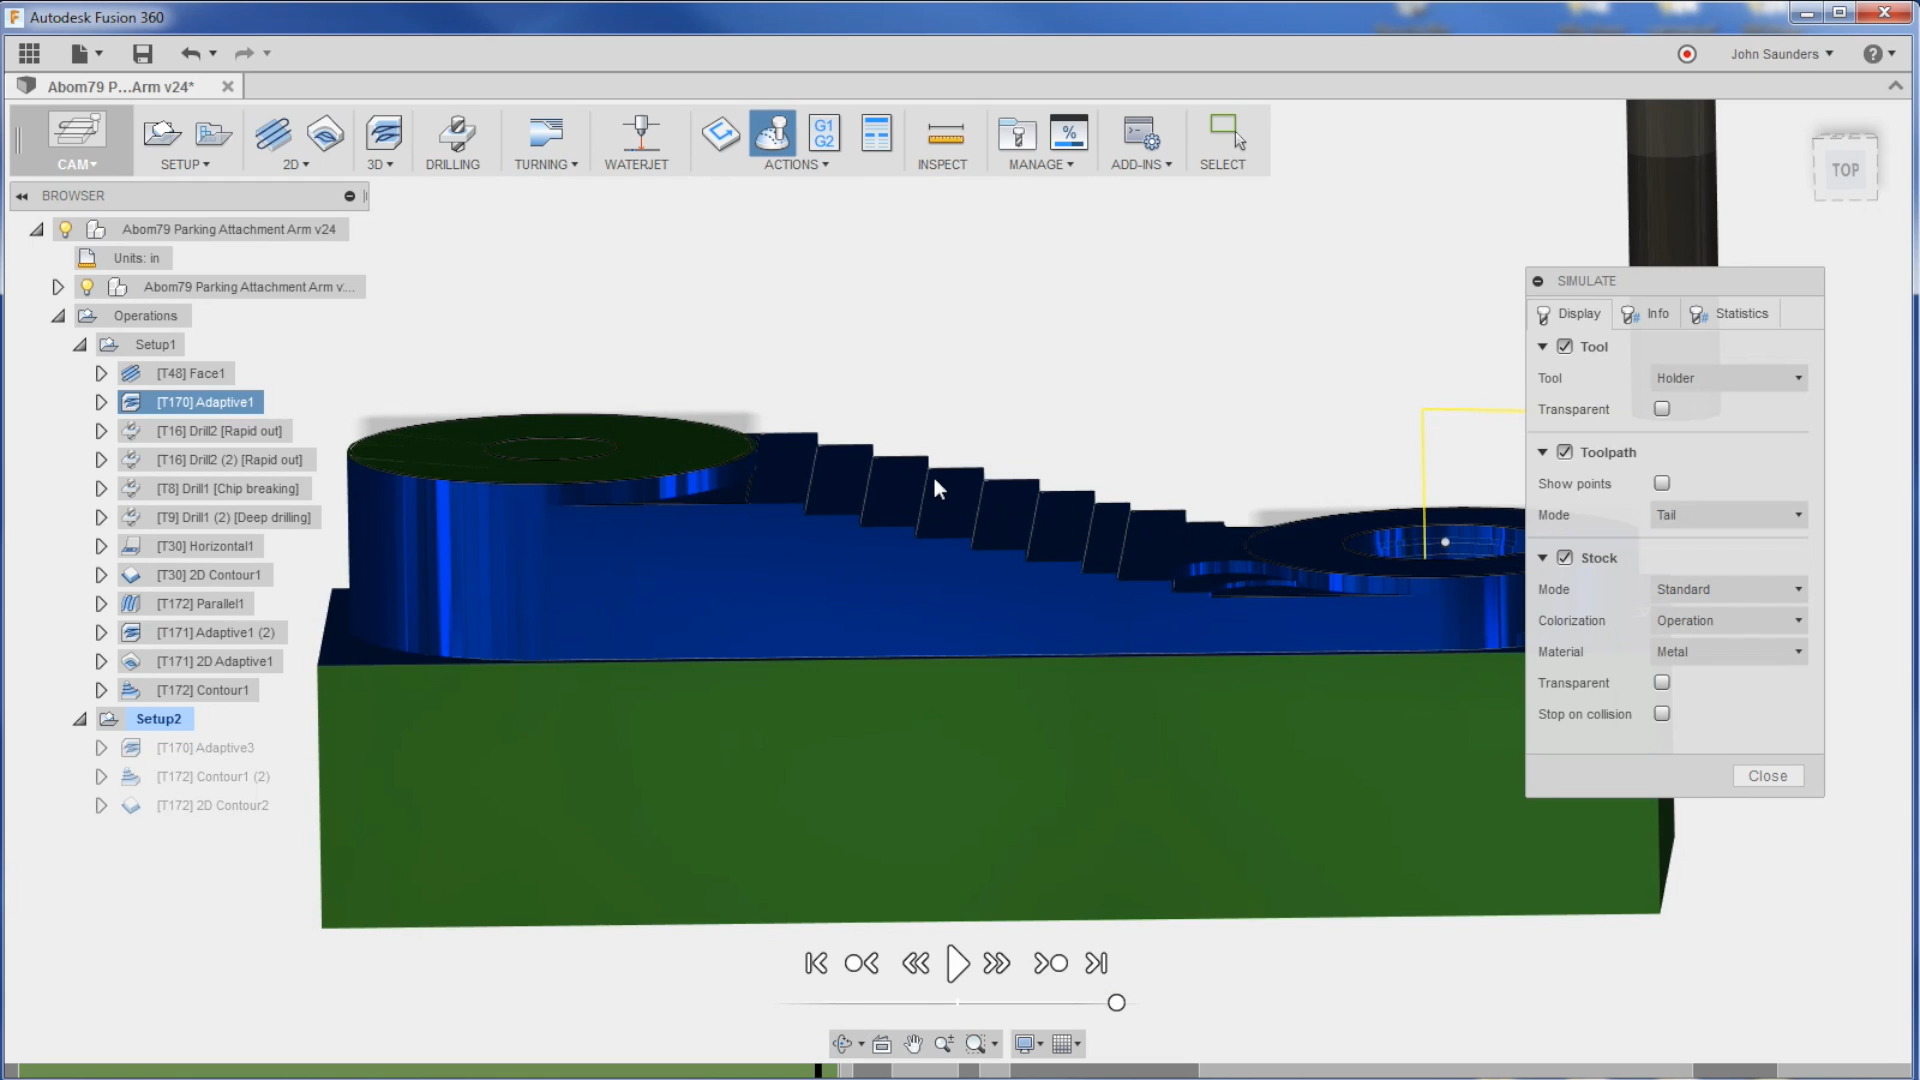 Autodesk Fusion 360
John Saunders
Abom79 P...Arm v24*
G1
G2
%
CAM
SETUP
2D
3D
DRILLING
TURNING
WATERJET
ACTIONS
INSPECT
MANAGE
ADD-INS
SELECT
TOP
BROWSER
Abom79 Parking Attachment Arm v24
Units: in
Abom79 Parking Attachment Arm v:...
Operations
Setup1
[T48] Face1
[T170] Adaptive1
[T16] Drill2 [Rapid out]
[T16] Drill2 (2) [Rapid out]
[T8] Drill1 [Chip breaking]
[T9] Drill1 (2) [Deep drilling]
[T30] Horizontal1
[T30] 2D Contour1
[T172] Parallel1
[T171] Adaptive1 (2)
[T171] 2D Adaptive1
[T172] Contour1
Setup2
[T170] Adaptive3
[T172] Contour1 (2)
[T172] 2D Contour2
SIMULATE
Display
Info
Statistics
Tool
Tool
Holder
Transparent
Toolpath
Show points
Mode
Tail
Stock
Mode
Standard
Colorization
Operation
Material
Metal
Transparent
Stop on collision
Close